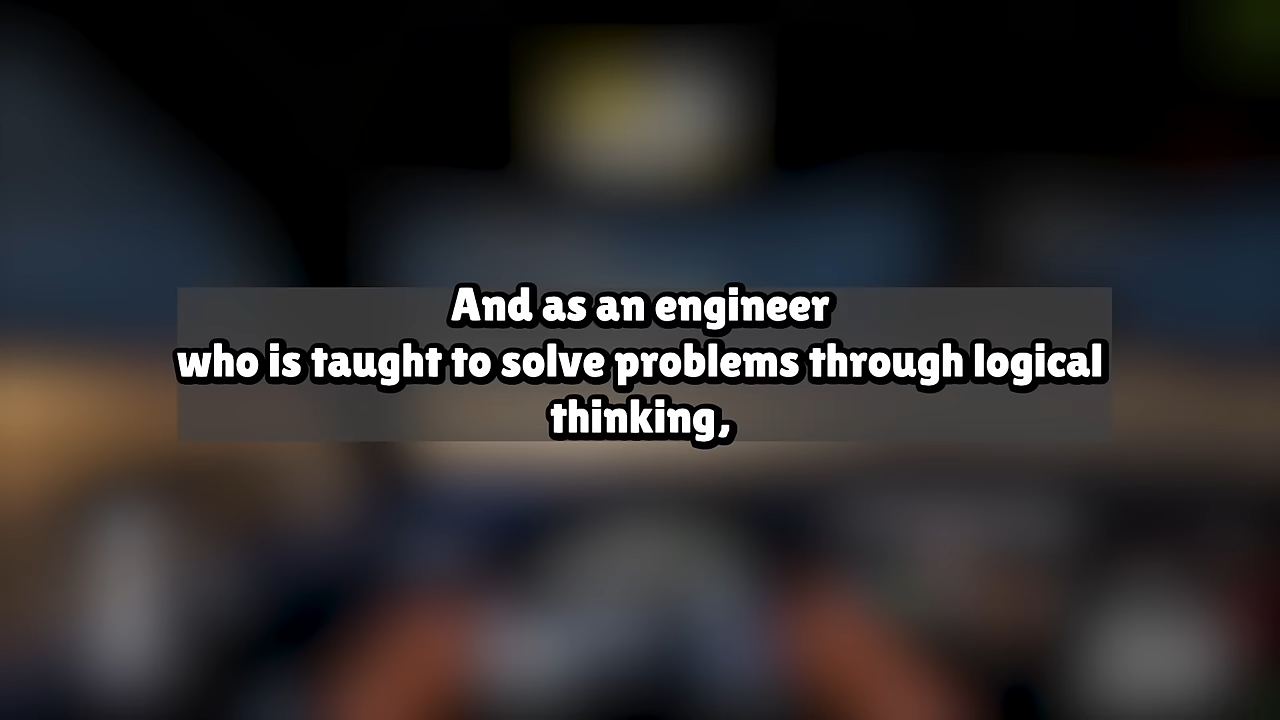 And as an engineer
who is taught to solve problems through logical
thinking,